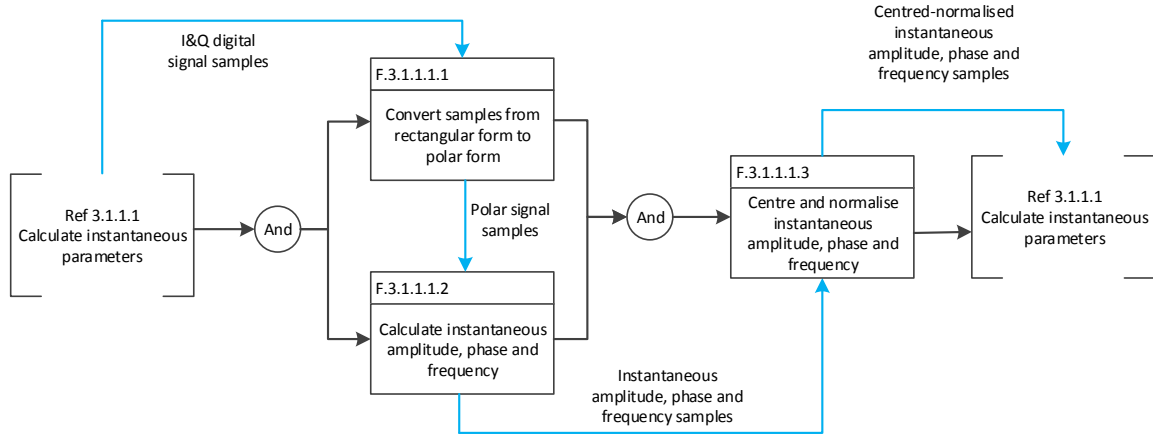 I&Q digital
signal samples
Centred-normalised
instantaneous
amplitude, phase and
frequency samples
F.3.1.1.1.1
Convert samples from
rectangular form to
polar form
Ref 3.1.1.1
Calculate instantaneous
parameters
And
Polar signal
samples
And
F.3.1.1.1.3
Centre and normalise
instantaneous
amplitude, phase and
frequency
Ref 3.1.1.1
Calculate instantaneous
parameters
F.3.1.1.1.2
Calculate instantaneous
amplitude, phase and
frequency
Instantaneous
amplitude, phase and
frequency samples